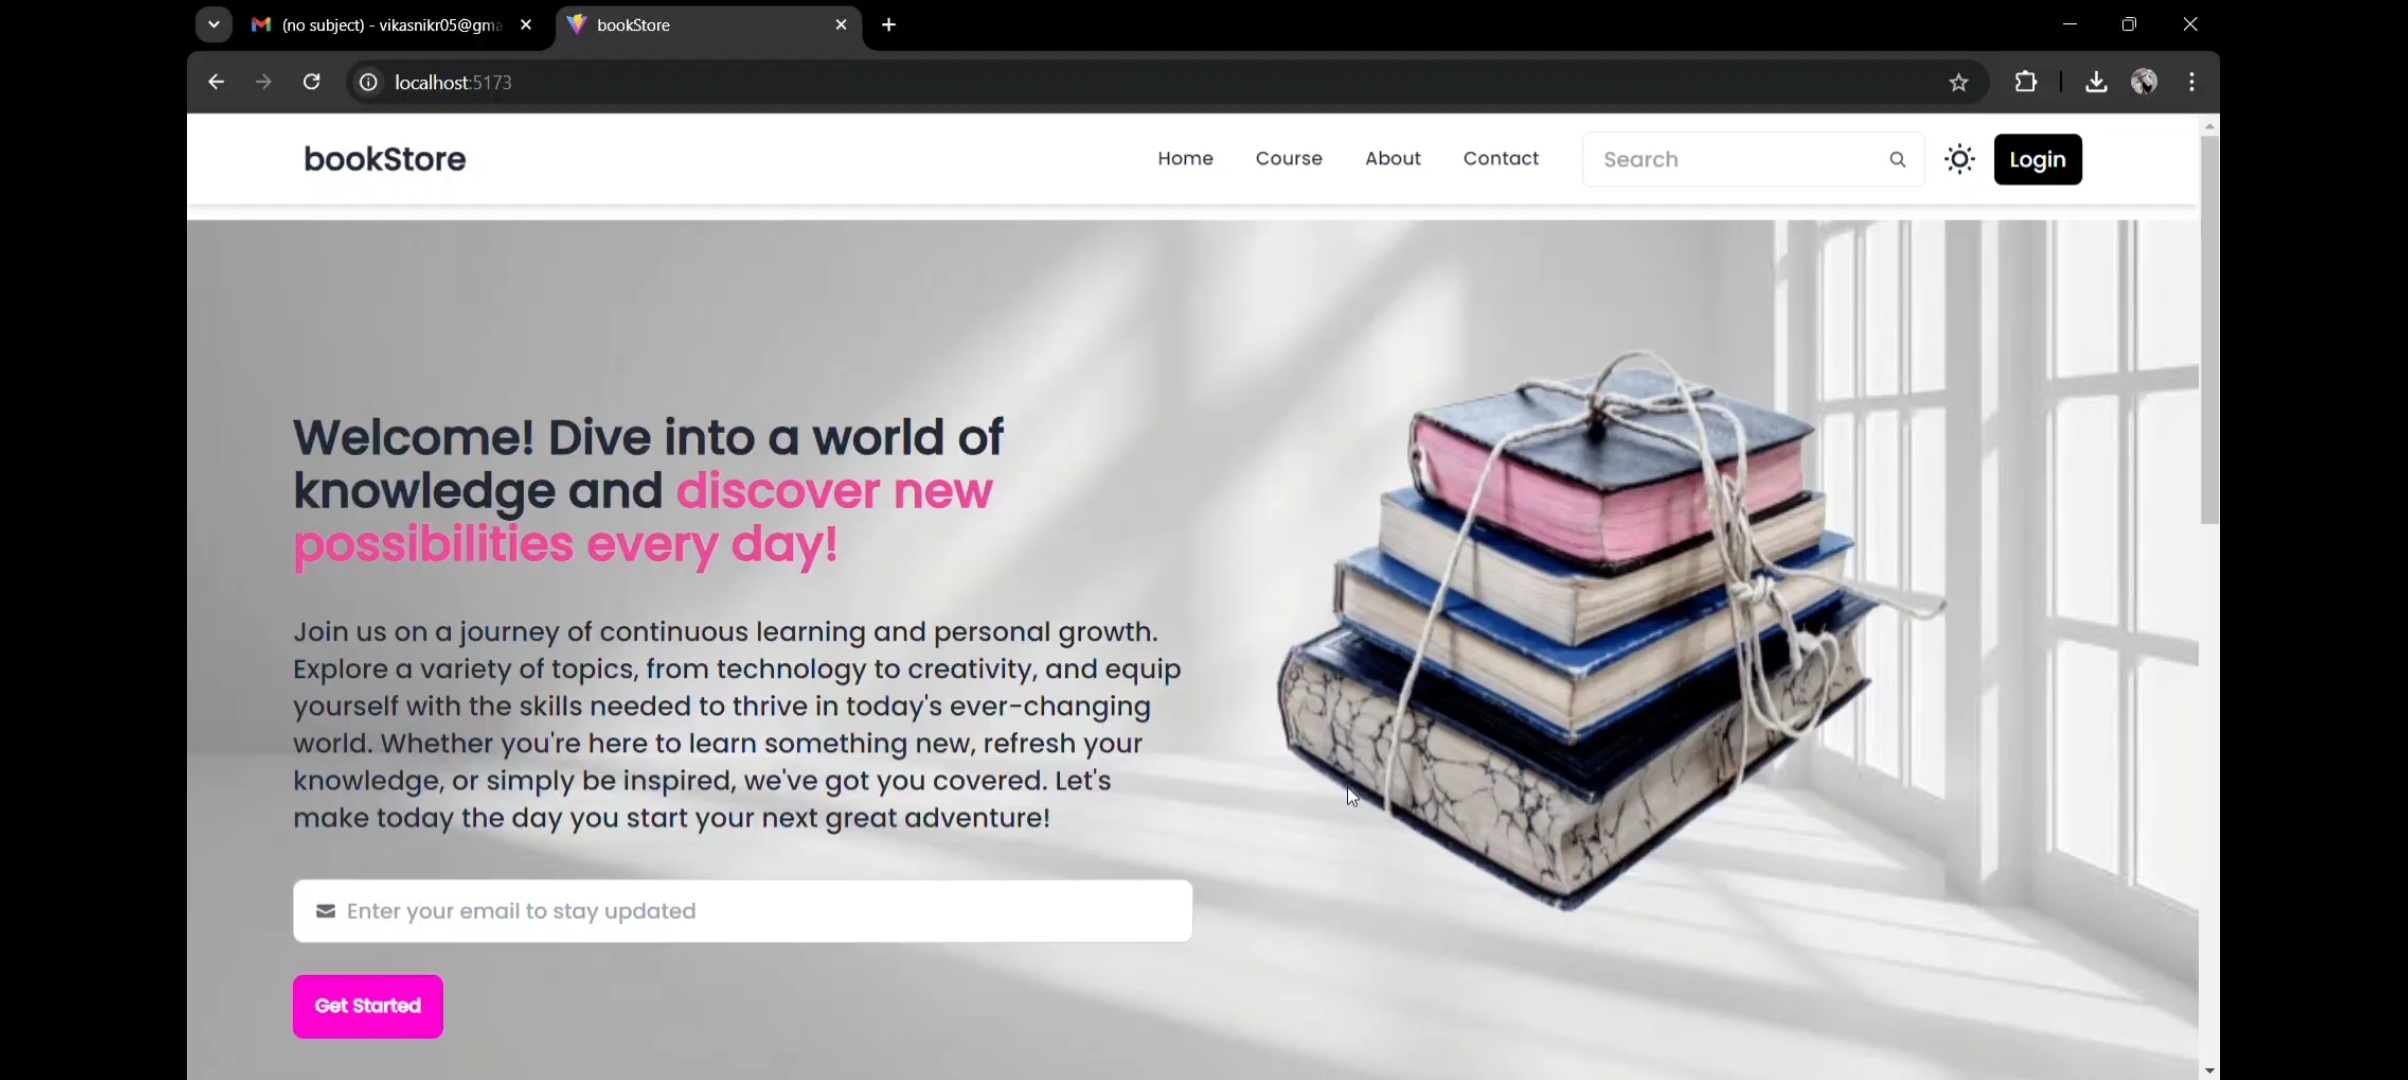 (no subject) - vikasnikr05@gma
bookStore
localhost:5173
bookStore
Home
Course
About
Contact
Search
Login
Welcome! Dive into a world of
knowledge and discover new
possibilities every day!
Join us on a journey of continuous learning and personal growth.
Explore a variety of topics, from technology to creativity, and equip
yourself with the skills needed to thrive in today's ever-changing
world. Whether you're here to learn something new, refresh your
knowledge, or simply be inspired, we've got you covered. Let's
make today the day you start your next great adventure!
Enter your email to stay updated
Get Started